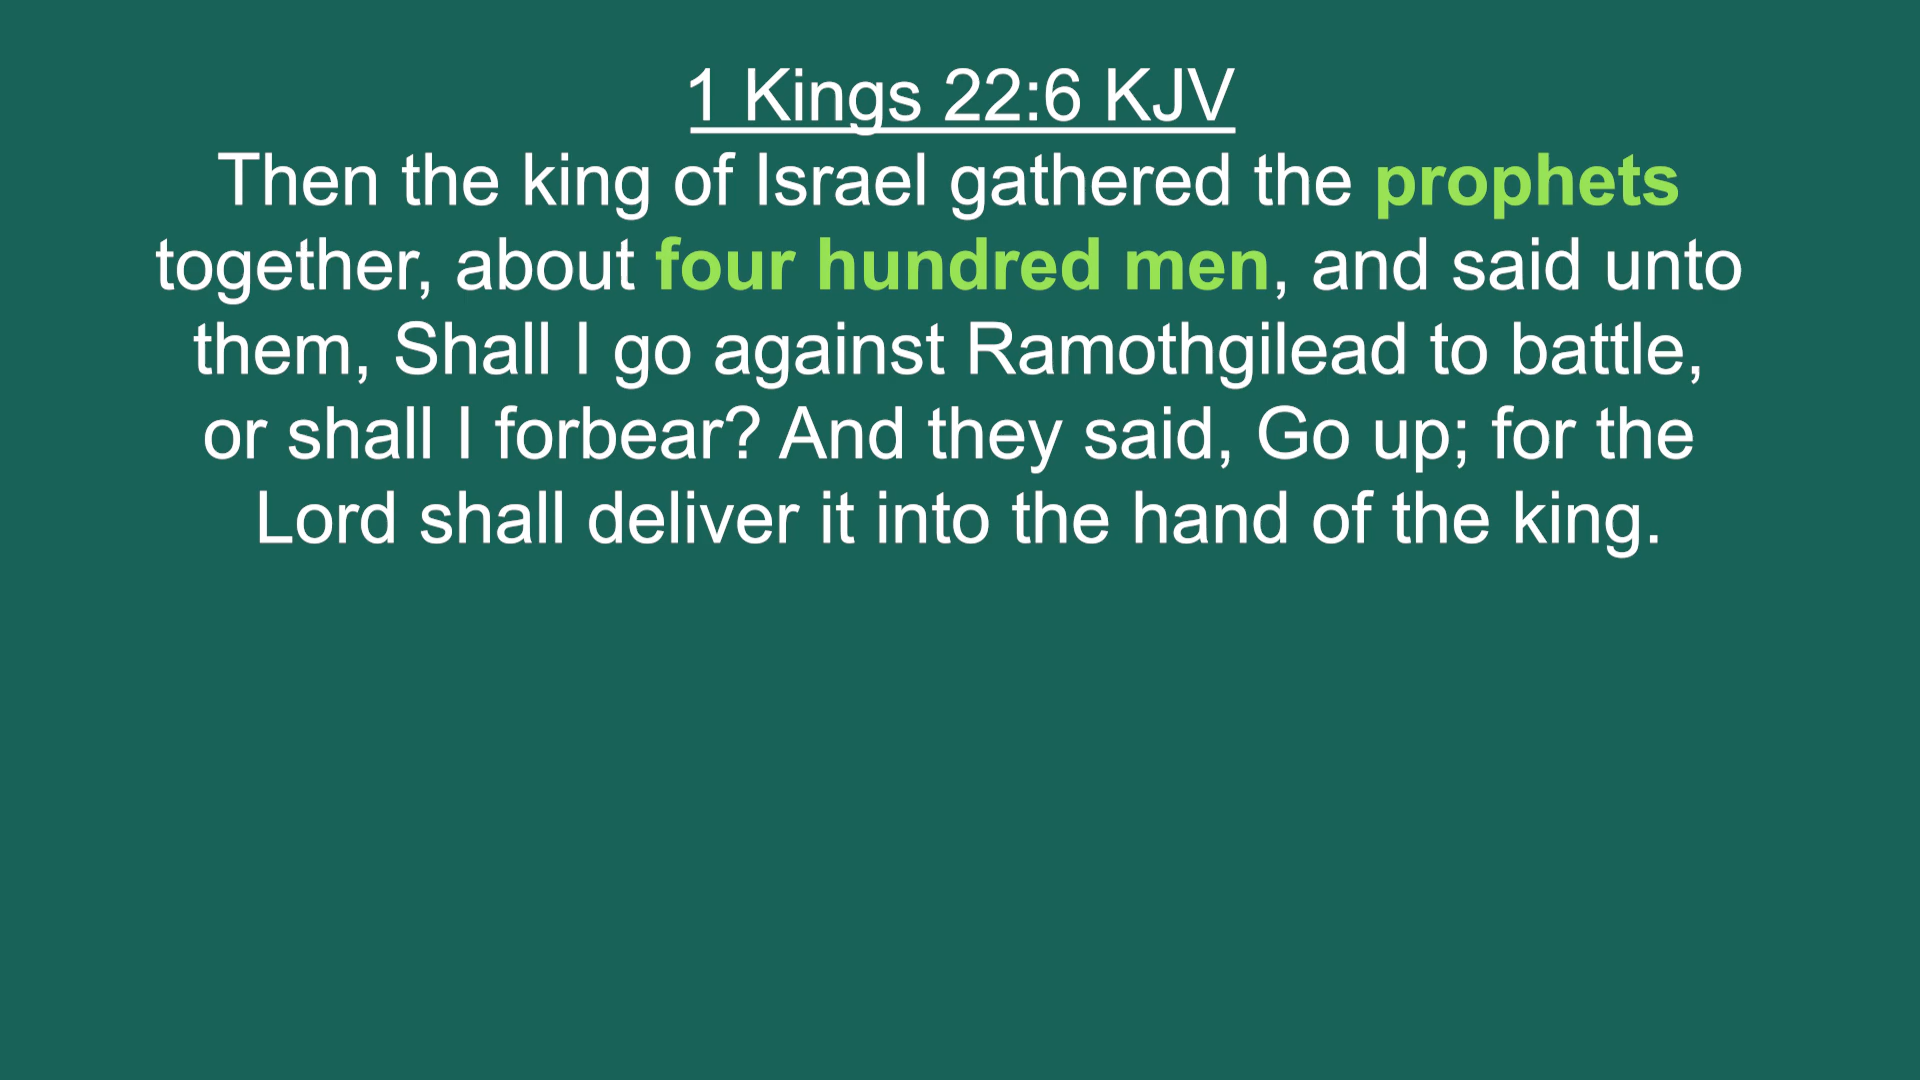 1 Kings 22:6 KJV
Then the king of Israel gathered the prophets
together, about four hundred men, and said unto
them, Shall I go against Ramothgilead to battle,
or shall I forbear? And they said, Go up; for the
Lord shall deliver it into the hand of the king.